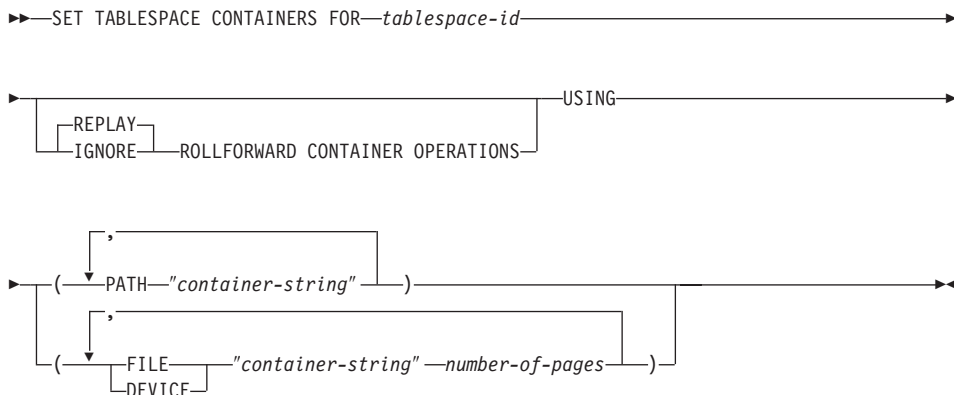 SET TABLESPACE CONTAINERS FOR tablespace-id
USING
REPLAY
IGNORE ROLLFORWARD CONTAINER OPERATIONS
,
( PATH "container-string" )
,
( FILE "container-string" number-of-pages )
DEVICE